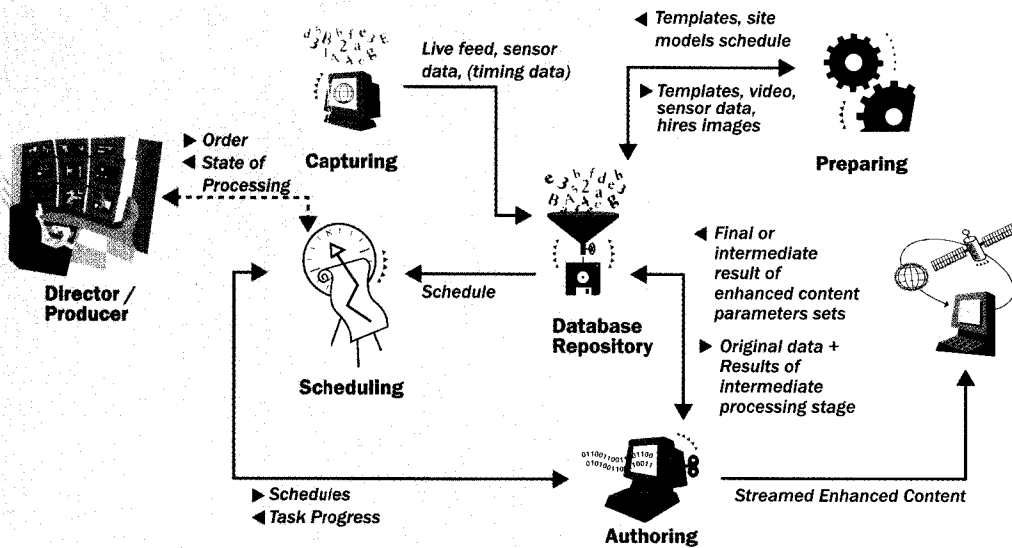 Live feed, sensor
data, (timing data)
◀ Templates, site
models schedule
▶ Templates, video,
sensor data,
hires images
Capturing
Preparing
▶ Order
◀ State of
Processing
Director /
Producer
Schedule
Scheduling
Database
Repository
◀ Final or
intermediate
result of
enhanced content
parameters sets
▶ Original data +
Results of
intermediate
processing stage
▶ Schedules
◀ Task Progress
Authoring
Streamed Enhanced Content